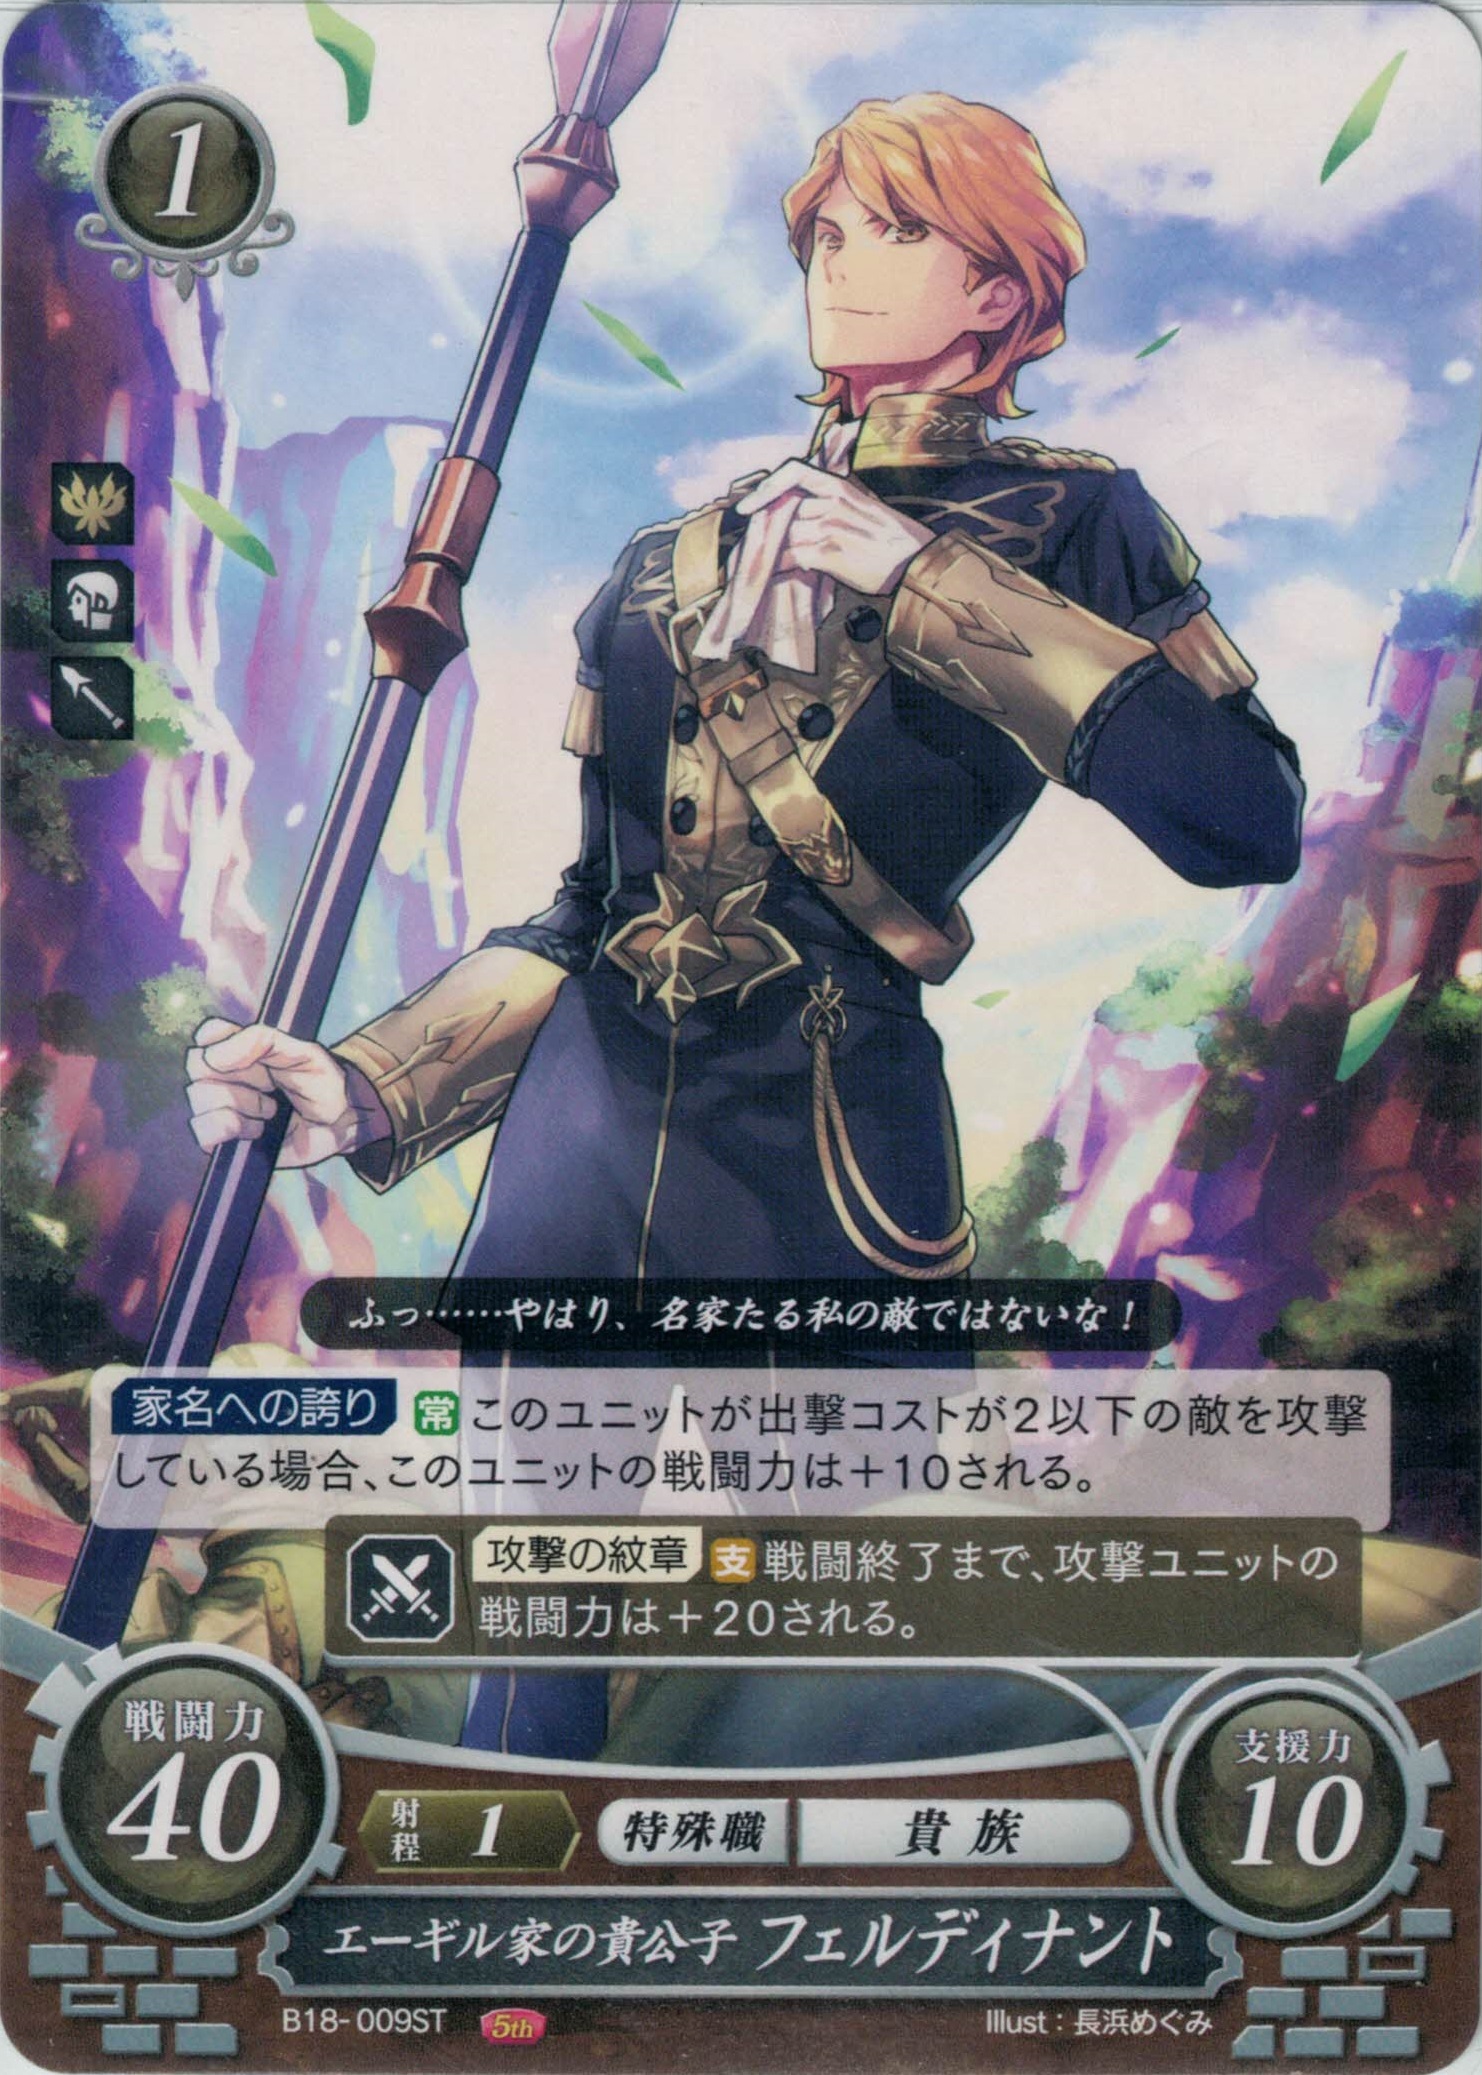 1
ふっ……やはり、名家たる私の敵ではないな！
家名への誇り 常 このユニットが出撃コストが2以下の敵を攻撃
している場合、このユニットの戦闘力は＋10される。
攻撃の紋章 支 戦闘終了まで、攻撃ユニットの
戦闘力は＋20される。
戦闘力
40
射程 1
特殊職 貴族
支援力
10
エーギル家の貴公子 フェルディナント
B18-009ST 5th Illust：長浜めぐみ